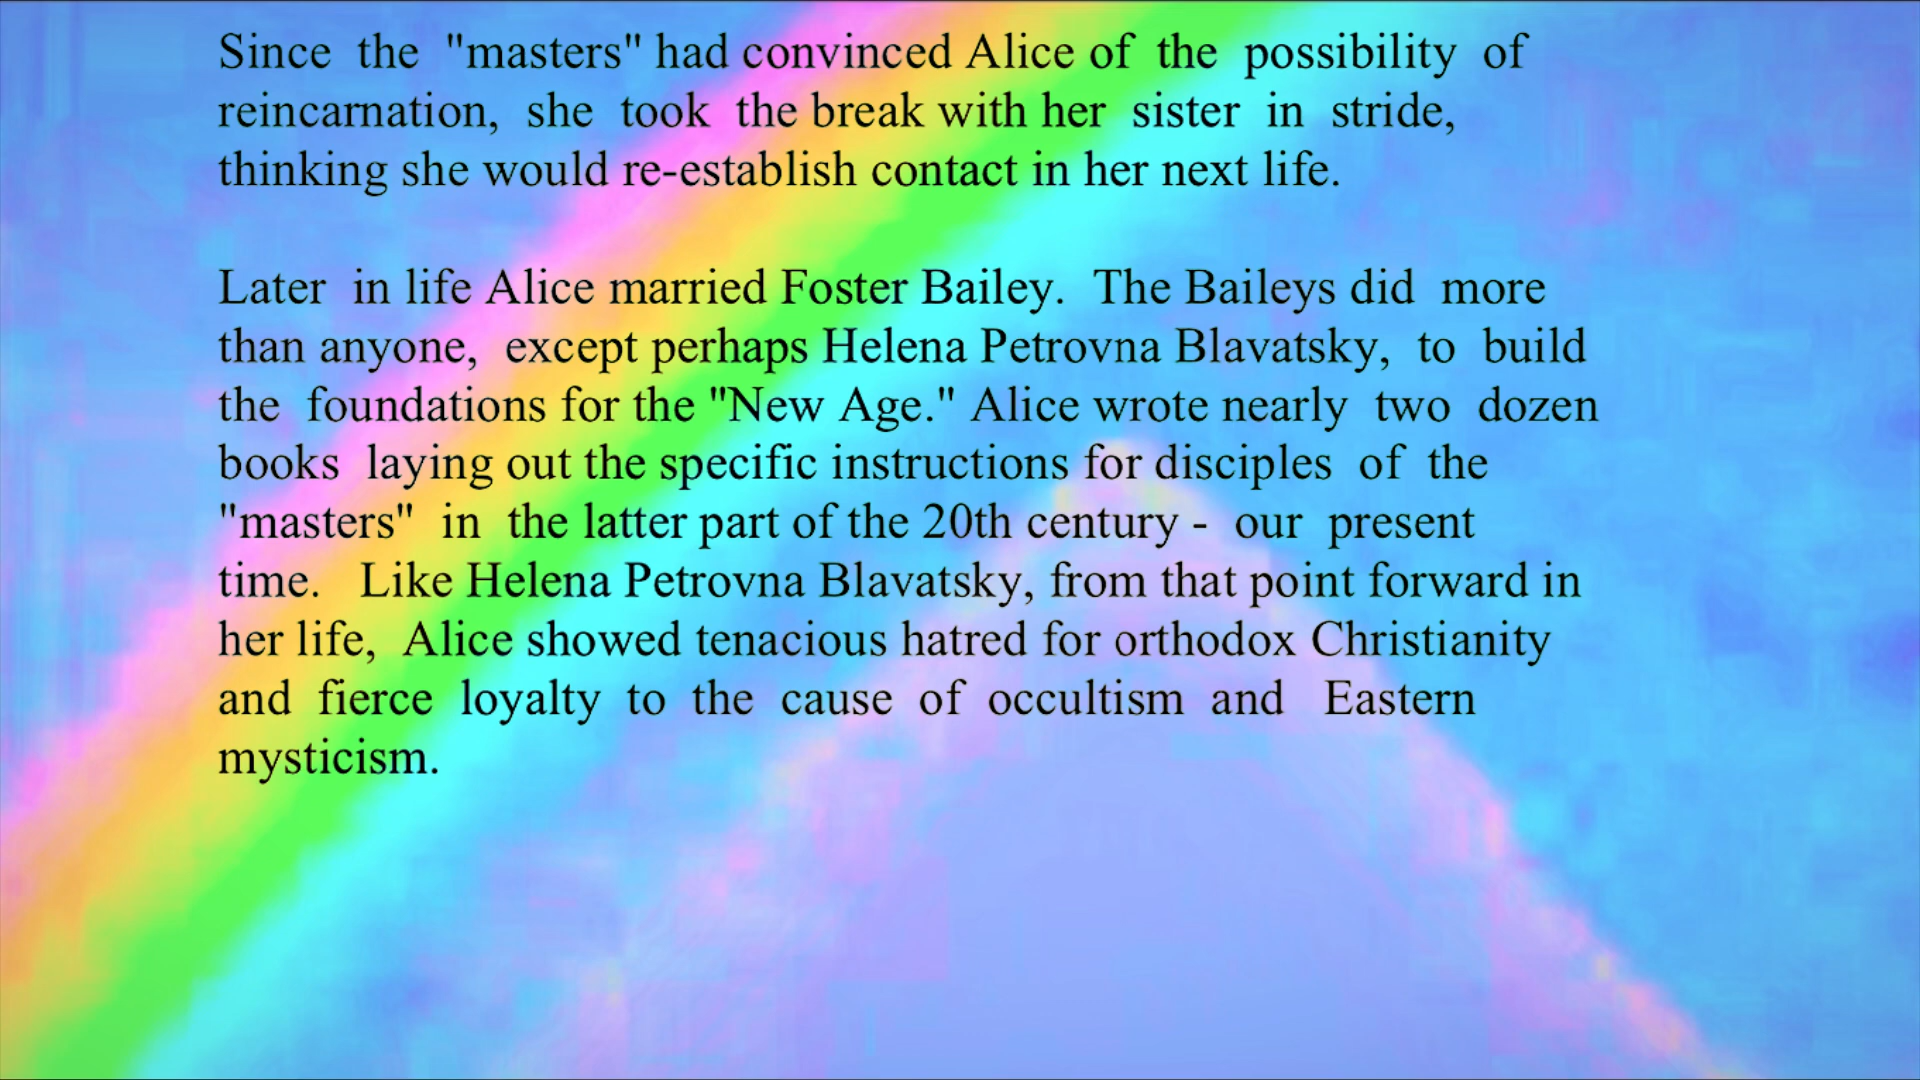 Since the "masters" had convinced Alice of the possibility of
reincarnation, she took the break with her sister in stride,
thinking she would re-establish contact in her next life.
Later in life Alice married Foster Bailey. The Baileys did more
than anyone, except perhaps Helena Petrovna Blavatsky, to build
the foundations for the "New Age." Alice wrote nearly two dozen
books laying out the specific instructions for disciples of the
"masters" in the latter part of the 20th century - our present
time. Like Helena Petrovna Blavatsky, from that point forward in
her life, Alice showed tenacious hatred for orthodox Christianity
and fierce loyalty to the cause of occultism and Eastern
mysticism.